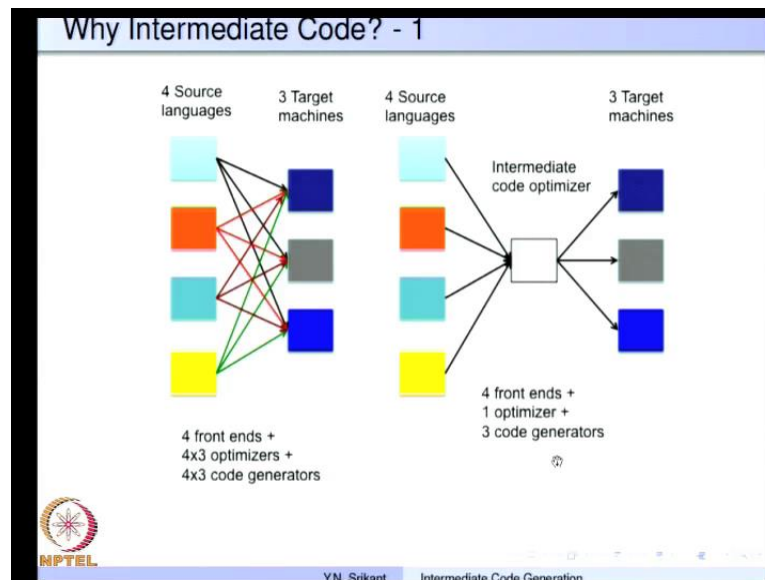 Why Intermediate Code? - 1
4 Source
languages
3 Target
machines
4 Source
languages
3 Target
machines
Intermediate
code optimizer
4 front ends +
4x3 optimizers +
4x3 code generators
4 front ends +
1 optimizer +
3 code generators
NPTEL
Y.N. Srikant
Intermediate Code Generation